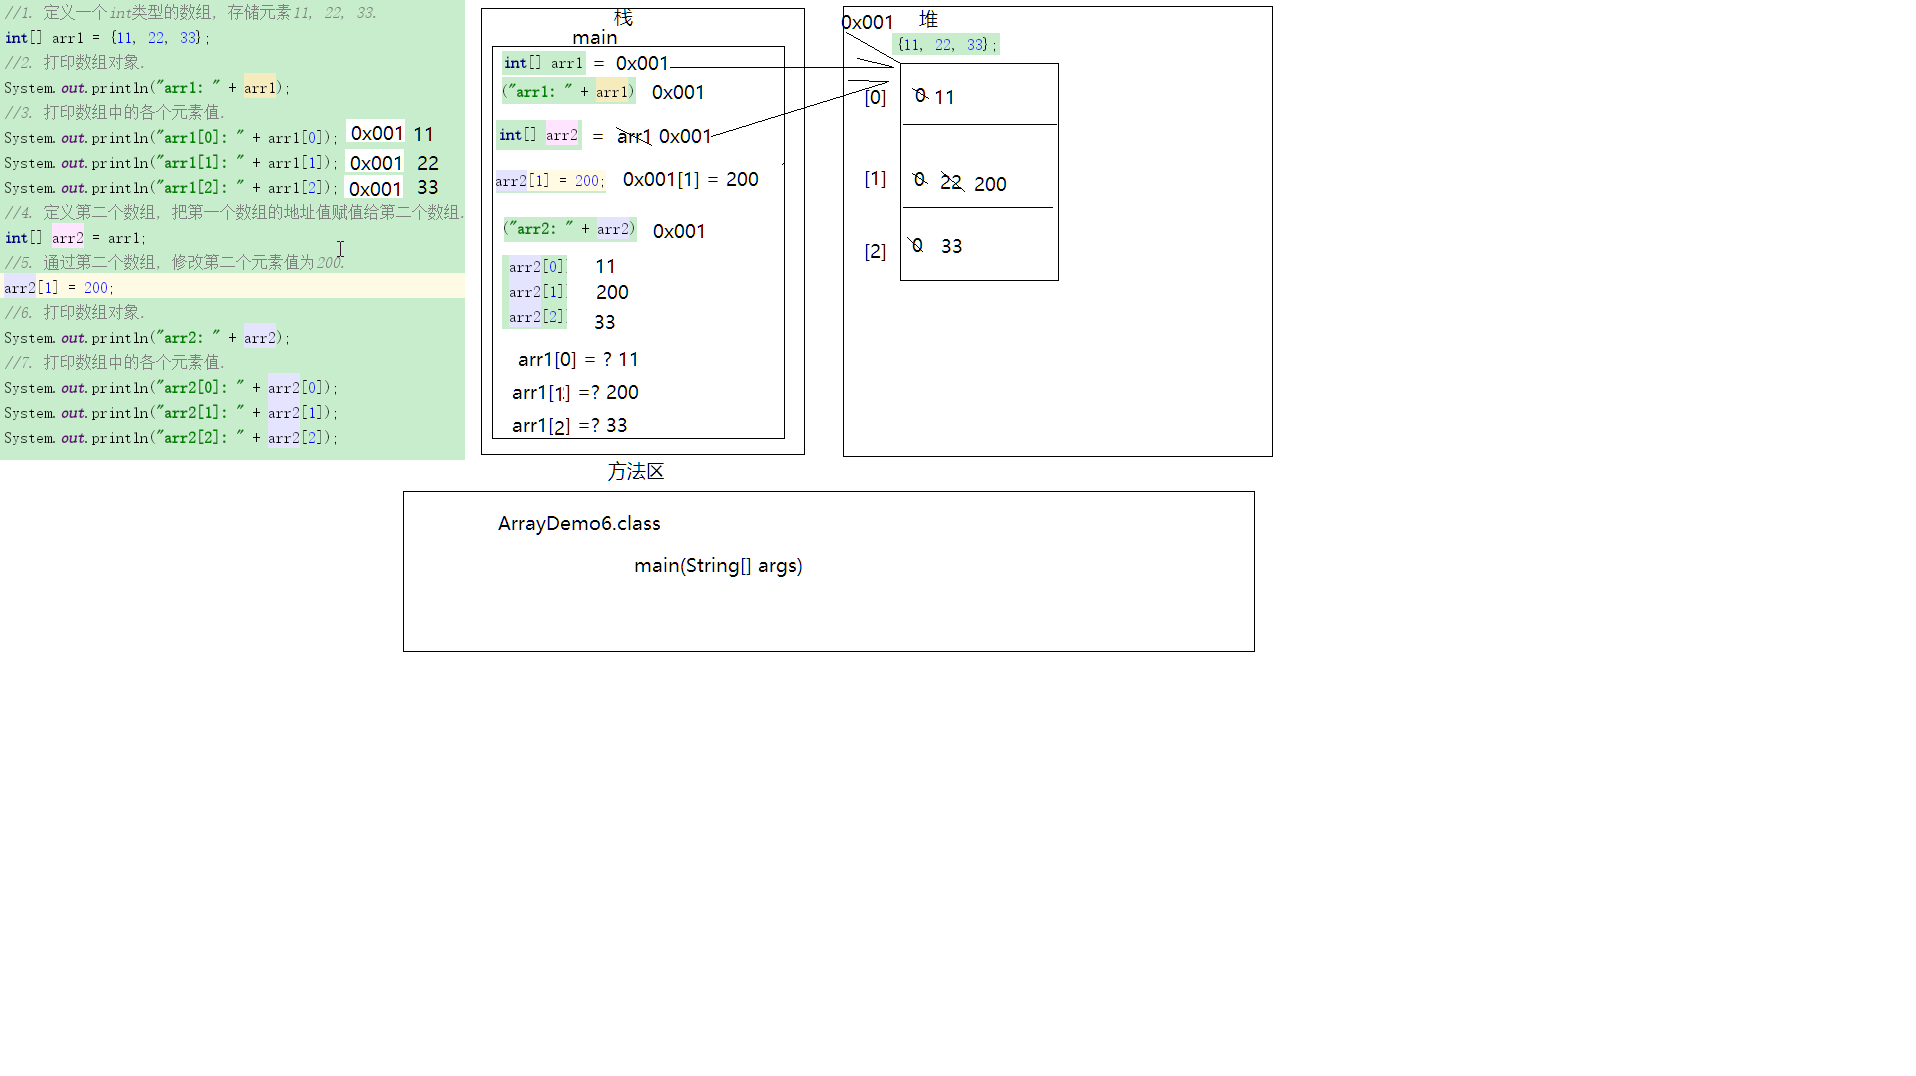 //1. 定义一个int类型的数组, 存储元素11, 22, 33.
int[] arr1 = {11, 22, 33};
//2. 打印数组对象.
System.out.println("arr1: " + arr1);
//3. 打印数组中的各个元素值.
System.out.println("arr1[0]: " + arr1[0]); 0x001 11
System.out.println("arr1[1]: " + arr1[1]); 0x001 22
System.out.println("arr1[2]: " + arr1[2]); 0x001 33
//4. 定义第二个数组, 把第一个数组的地址值赋值给第二个数组.
int[] arr2 = arr1;
//5. 通过第二个数组, 修改第二个元素值为200.
arr2[1] = 200;
//6. 打印数组对象.
System.out.println("arr2: " + arr2);
//7. 打印数组中的各个元素值.
System.out.println("arr2[0]: " + arr2[0]);
System.out.println("arr2[1]: " + arr2[1]);
System.out.println("arr2[2]: " + arr2[2]);
栈
main
int[] arr1 = 0x001
("arr1: " + arr1) 0x001
int[] arr2 = arr1 0x001
arr2[1] = 200; 0x001[1] = 200
("arr2: " + arr2) 0x001
arr2[0] 11
arr2[1] 200
arr2[2] 33
arr1[0] = ? 11
arr1[1] =? 200
arr1[2] =? 33
0x001 堆
{11, 22, 33};
[0] 0 11
[1] 0 22 200
[2] 0 33
方法区
ArrayDemo6.class
main(String[] args)